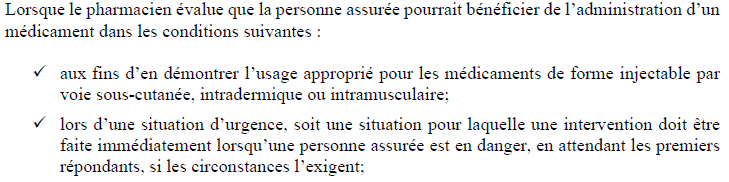 Lorsque le pharmacien évalue que la personne assurée pourrait bénéficier de l'administration d'un
médicament dans les conditions suivantes :
✓ aux fins d'en démontrer l'usage approprié pour les médicaments de forme injectable par
voie sous-cutanée, intradermique ou intramusculaire;
✓ lors d'une situation d'urgence, soit une situation pour laquelle une intervention doit être
faite immédiatement lorsqu'une personne assurée est en danger, en attendant les premiers
répondants, si les circonstances l'exigent;